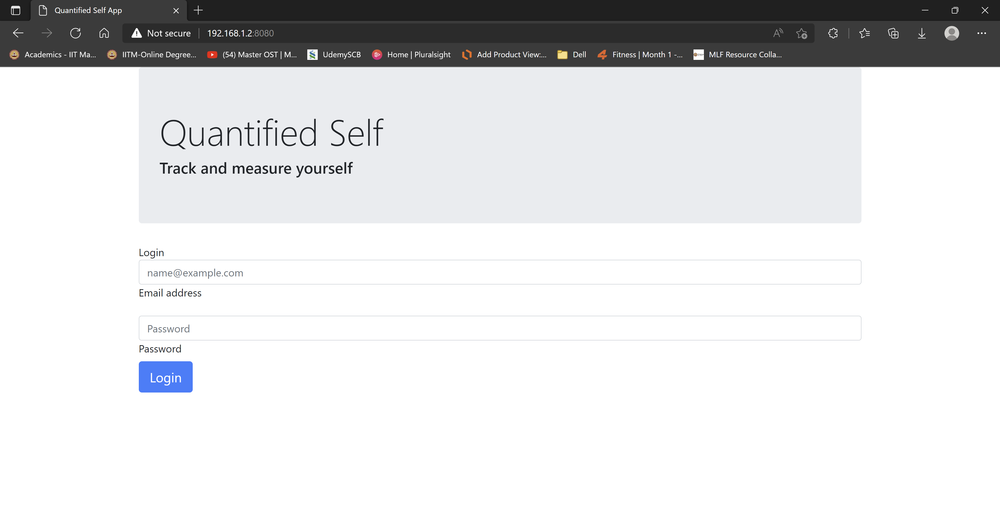 Quantified Self App
Not secure 192.168.1.2:8080
Academics - IIT Ma... IITM-Online Degree... (54) Master OST | M... UdemySCB Home | Pluralsight Add Product View:... Dell Fitness | Month 1 -... MLF Resource Colla...
Quantified Self
Track and measure yourself
Login
name@example.com
Email address
Password
Password
Login